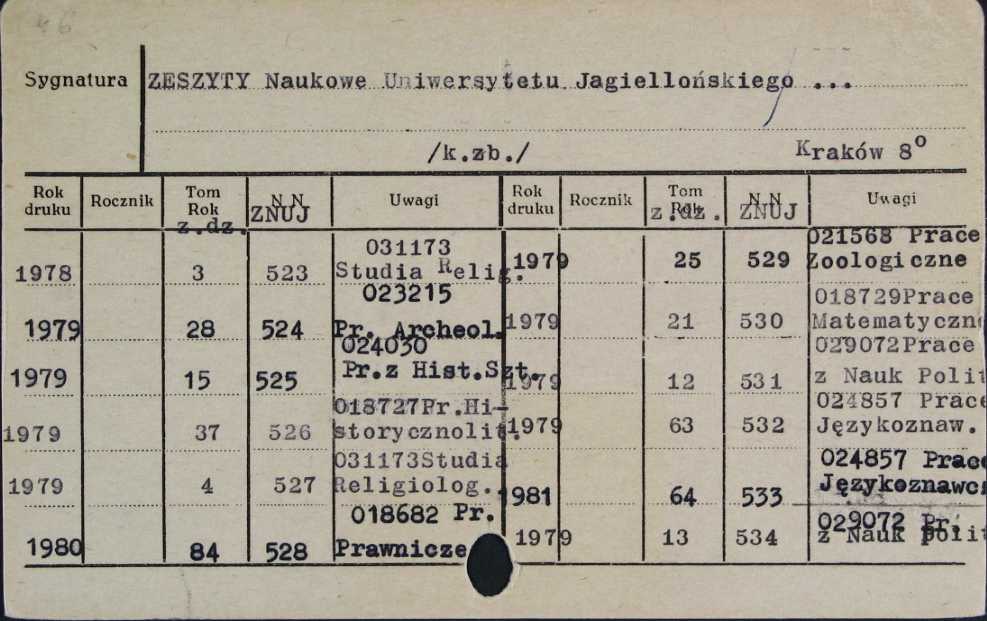 46
Sygnatura ZESZYTY Naukowe Uniwersytetu Jagiellońskiego ...
/k.zb./ Kraków 8º
Rok druku Rocznik Tom Rok z.dz. N N ZNUJ Uwagi
1978 3 523 031173 Studia Relig.
1979 28 524 023215 Pr. Archeol.
1979 15 525 024030 Pr.z Hist.Szt.
1979 37 526 018727Pr.Hi-
storycznolit.
1979 4 527 031173Studia
Religiolog.
1980 84 528 018682 Pr.
Prawnicze
Rok druku Rocznik Tom Rok z.dz. N N ZNUJ Uwagi
1979 25 529 021568 Prace
Zoologiczne
1979 21 530 018729Prace
Matematyczn
1979 12 531 029072Prace
z Nauk Polit
1979 63 532 024857 Prace
Językoznaw.
1981 64 533 024857 Prace
Językoznawcz
1979 13 534 029072 Pr.
z Nauk polit